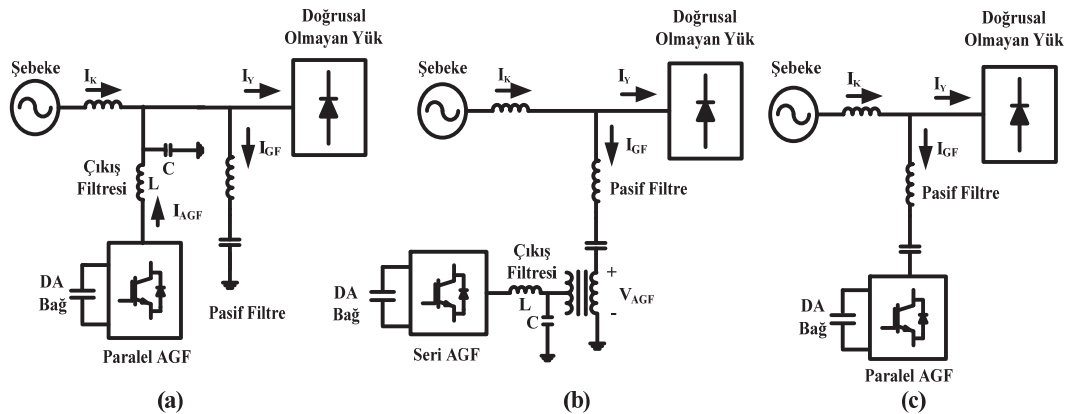 Şebeke
I_K
I_Y
Doğrusal
Olmayan Yük
Çıkış
Filtresi
L
C
I_AGF
I_GF
DA
Bağ
Paralel AGF
Pasif Filtre
(a)
Şebeke
I_K
I_Y
Doğrusal
Olmayan Yük
I_GF
Pasif Filtre
Çıkış
Filtresi
L
C
+
V_AGF
-
DA
Bağ
Seri AGF
(b)
Şebeke
I_K
I_Y
Doğrusal
Olmayan Yük
I_GF
Pasif Filtre
DA
Bağ
Paralel AGF
(c)